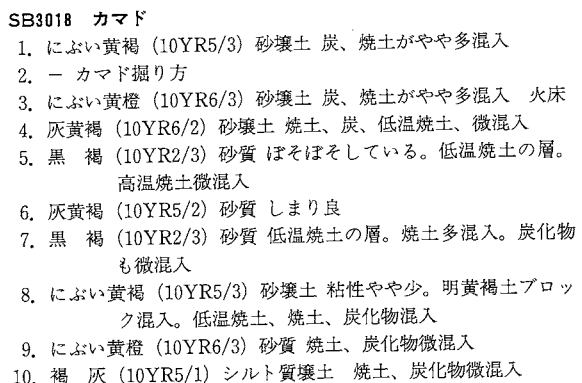 SB3018 カマド
1. にぶい黄褐 (10YR5/3) 砂壌土 炭、焼土がやや多混入
2. － カマド掘り方
3. にぶい黄橙 (10YR6/3) 砂壌土 炭、焼土がやや多混入 火床
4. 灰黄褐 (10YR6/2) 砂壌土 焼土、炭、低温焼土、微混入
5. 黒 褐 (10YR2/3) 砂質 ぼそぼそしている。低温焼土の層。
高温焼土微混入
6. 灰黄褐 (10YR5/2) 砂質 しまり良
7. 黒 褐 (10YR2/3) 砂質 低温焼土の層。焼土多混入。炭化物
も微混入
8. にぶい黄褐 (10YR5/3) 砂壌土 粘性やや少。明黄褐土ブロッ
ク混入。低温焼土、焼土、炭化物混入
9. にぶい黄橙 (10YR6/3) 砂質 焼土、炭化物微混入
10. 褐 灰 (10YR5/1) シルト質壌土 焼土、炭化物微混入